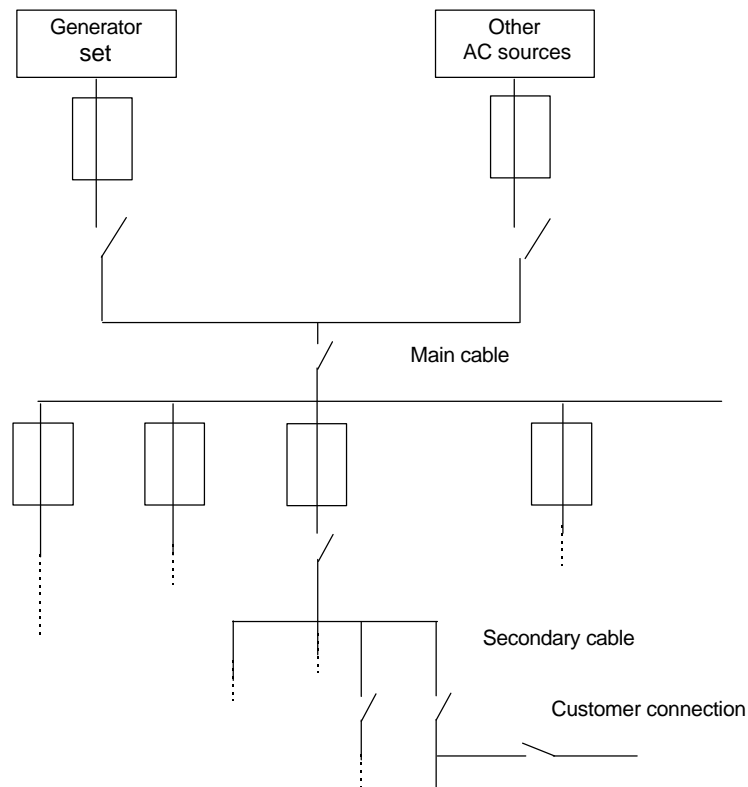 Generator
set
Other
AC sources
Main cable
Secondary cable
Customer connection